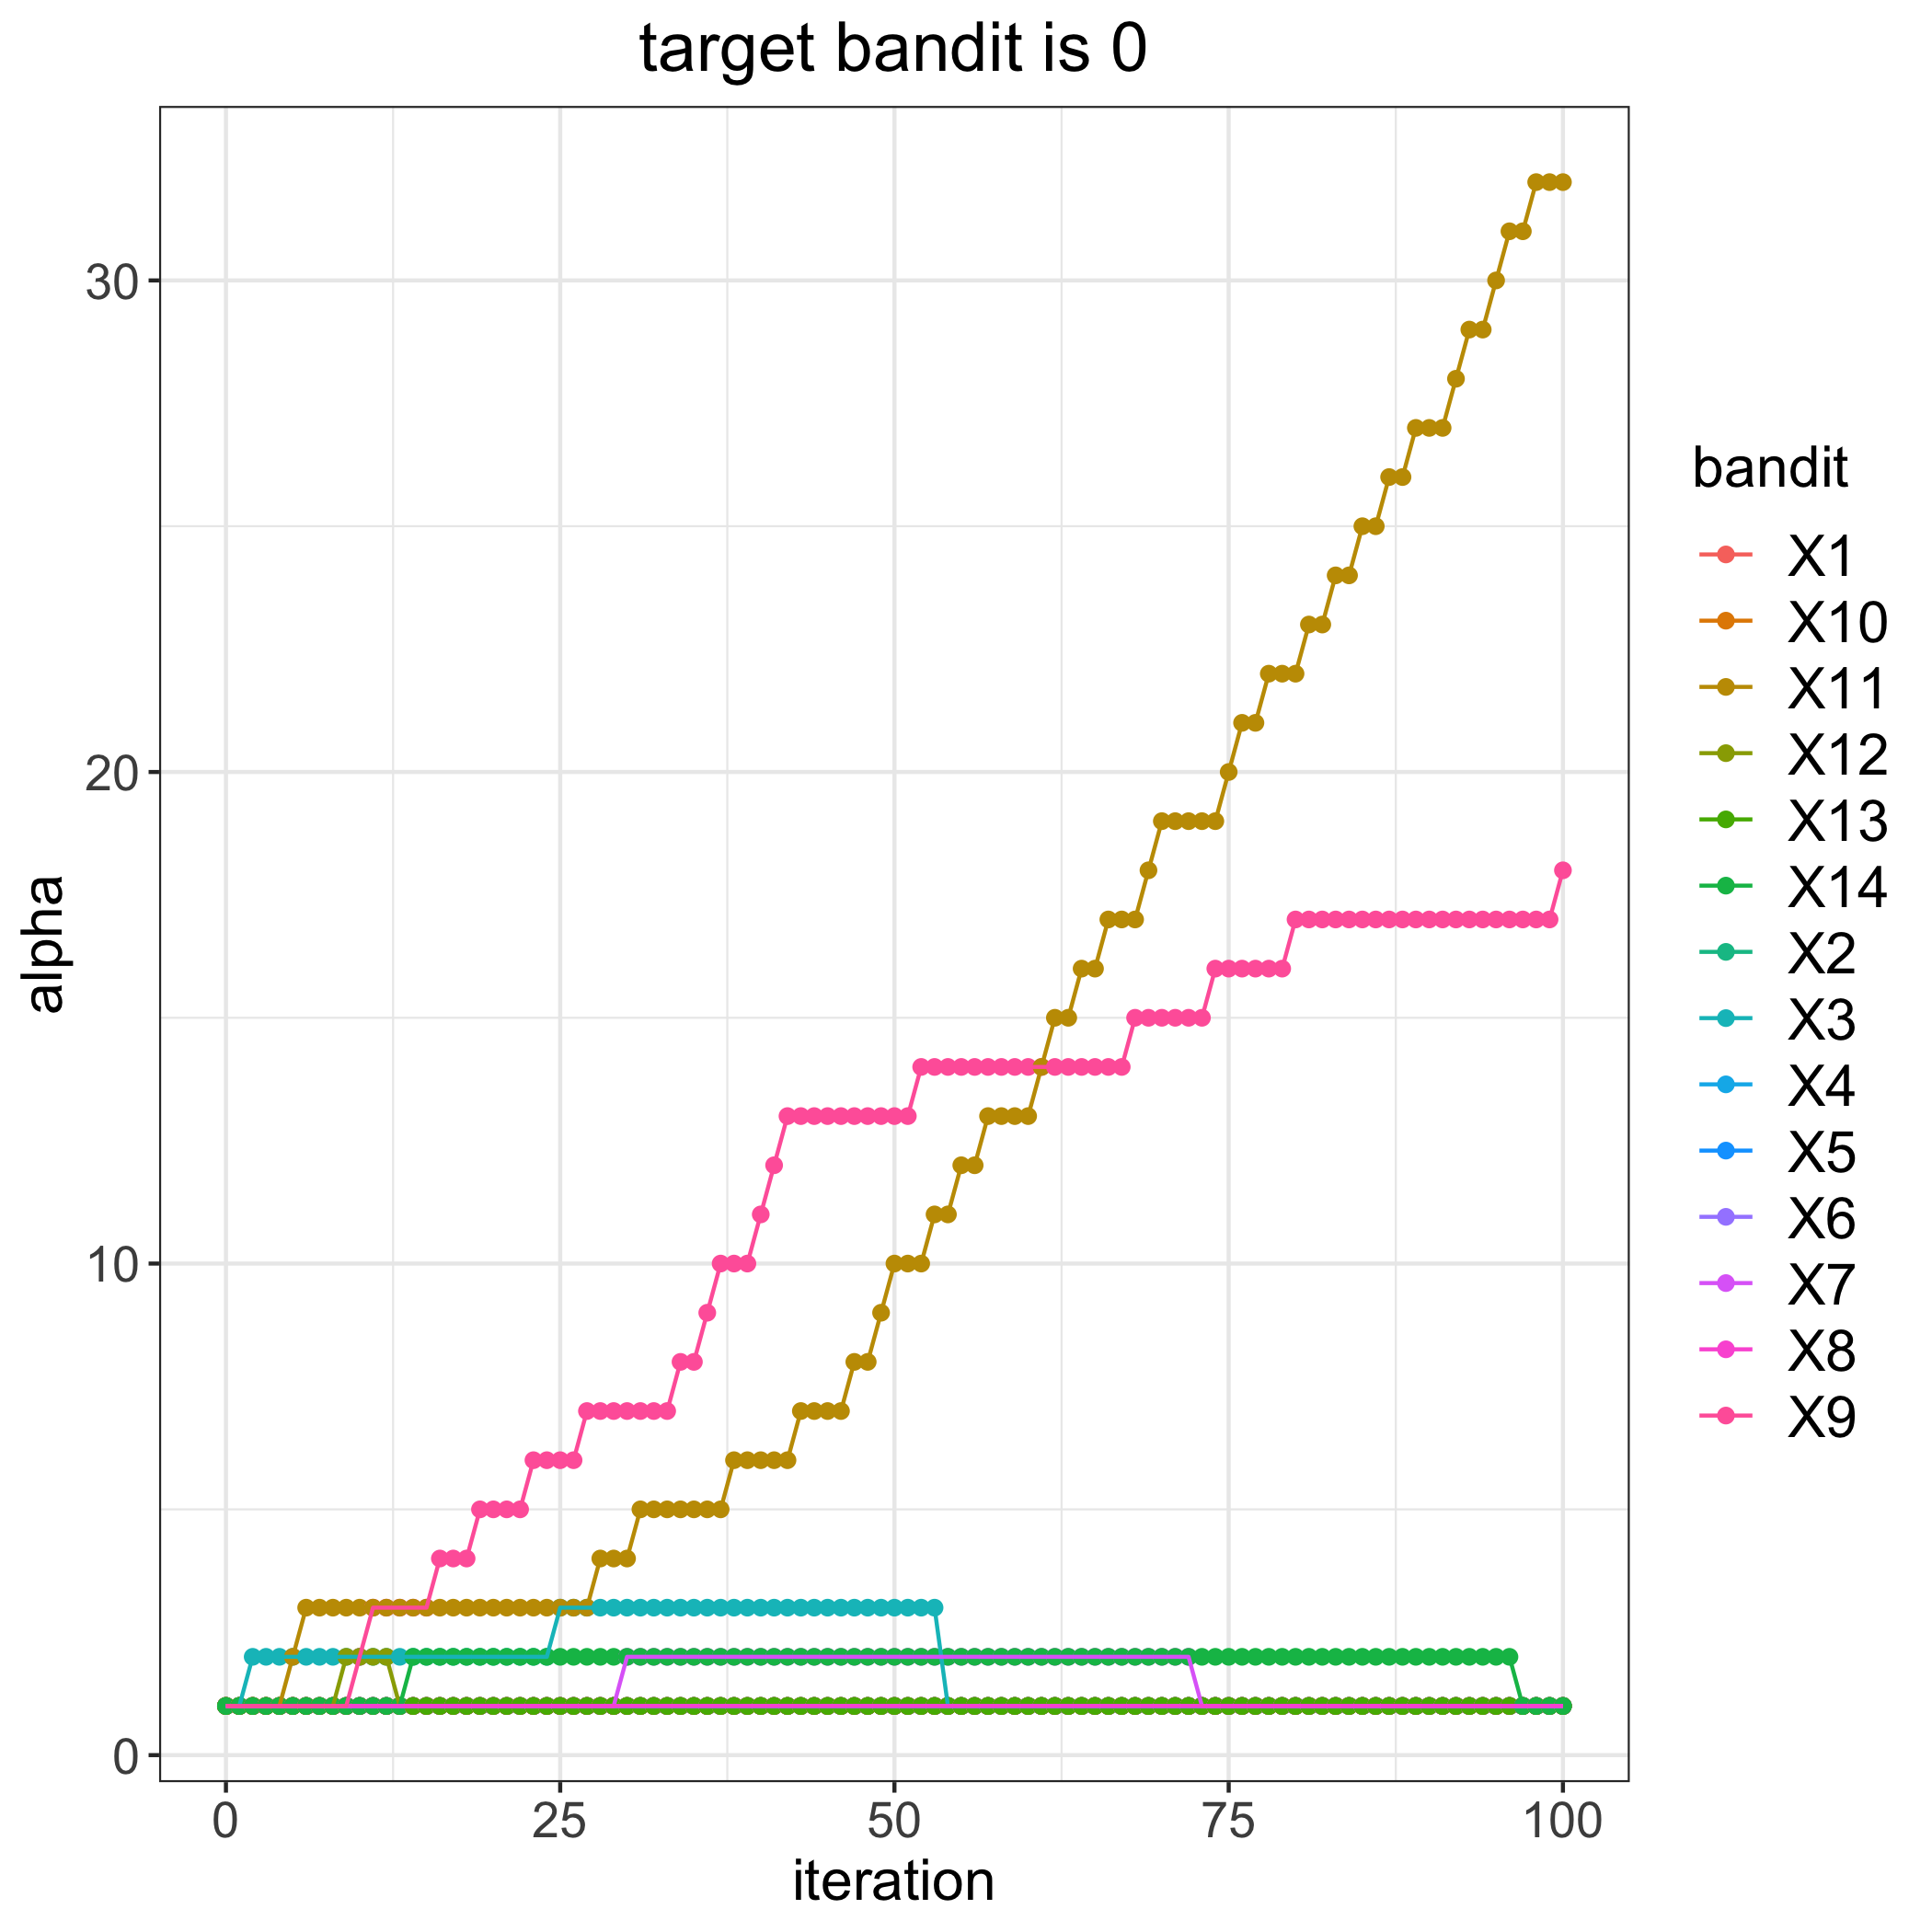 target bandit is 0
alpha
30
20
10
0
0 25 50 75 100
iteration
bandit
X1
X10
X11
X12
X13
X14
X2
X3
X4
X5
X6
X7
X8
X9